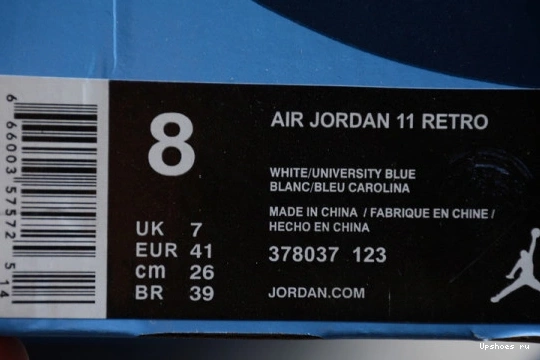 AIR JORDAN 11 RETRO
8
WHITE/UNIVERSITY BLUE
BLANC/BLEU CAROLINA
MADE IN CHINA / FABRIQUE EN CHINE /
HECHO EN CHINA
UK 7
EUR 41
cm 26
BR 39
378037 123
JORDAN.COM
6 66003 57572 5 14
Upshoes ru